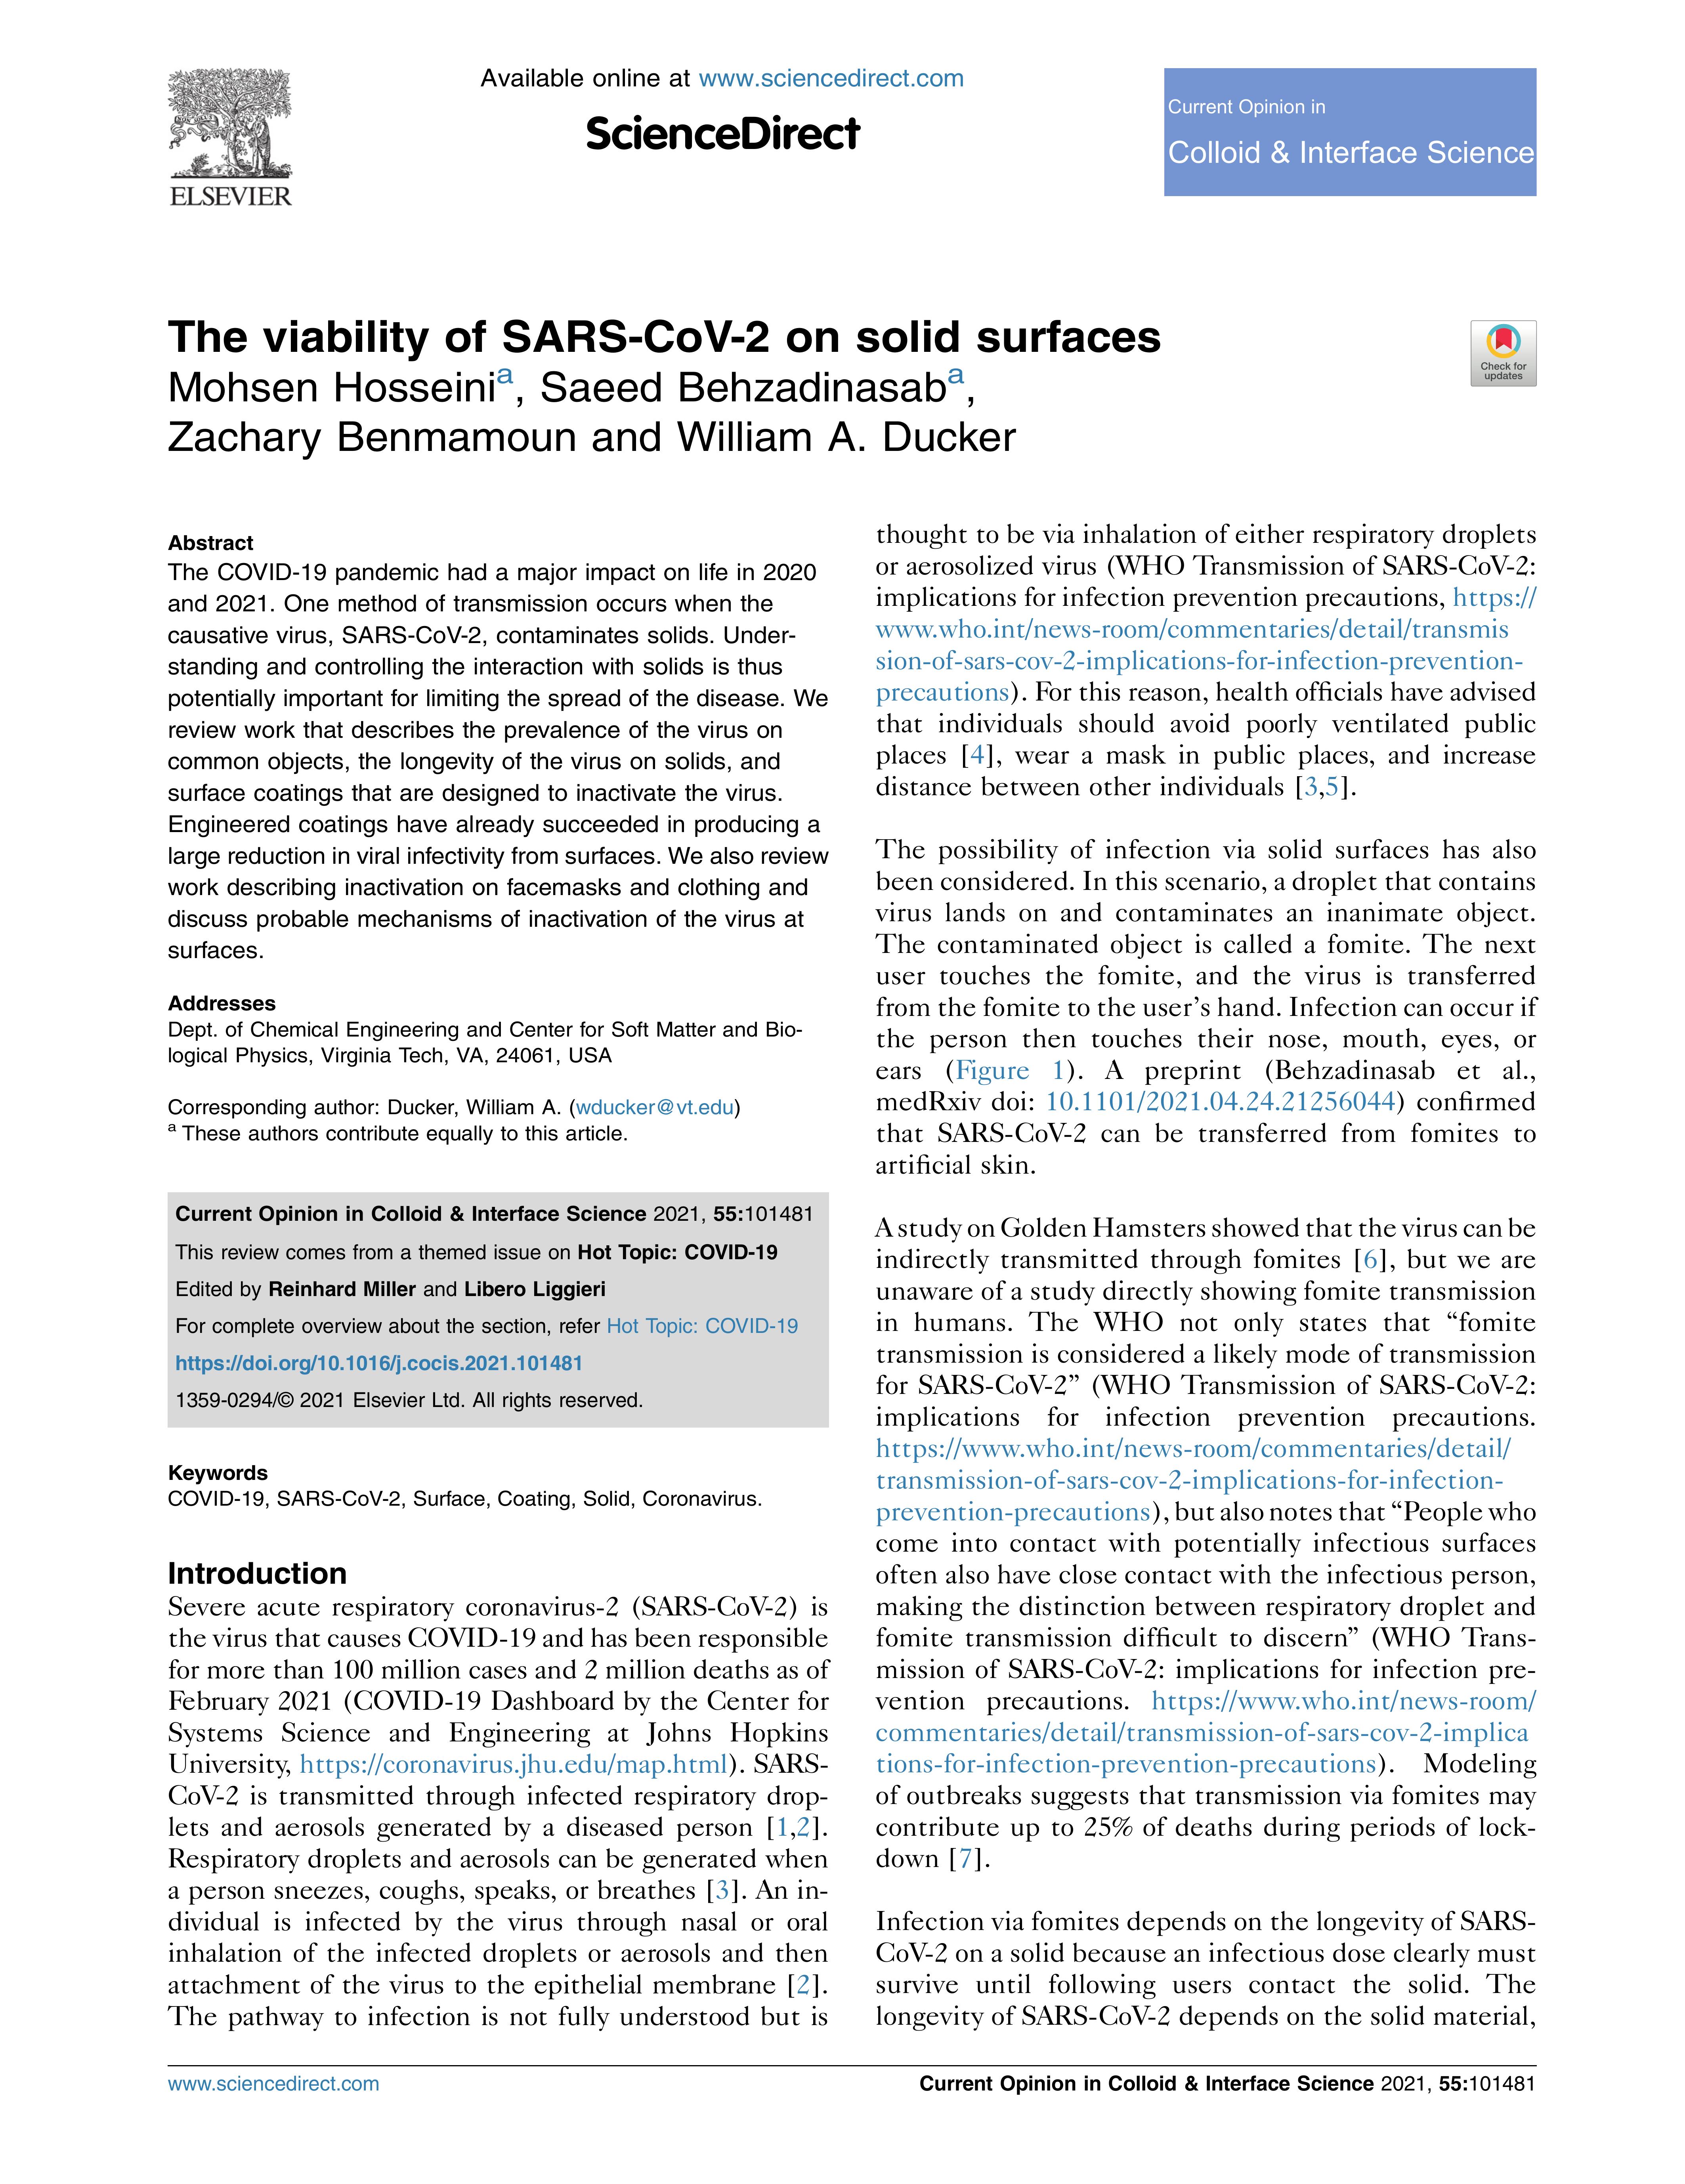 Available online at www.sciencedirect.com
ScienceDirect
ELSEVIER
Current Opinion in
Colloid & Interface Science
The viability of SARS-CoV-2 on solid surfaces
Mohsen Hosseiniᵃ, Saeed Behzadinasabᵃ,
Zachary Benmamoun and William A. Ducker
Check for
updates
Abstract
The COVID-19 pandemic had a major impact on life in 2020
and 2021. One method of transmission occurs when the
causative virus, SARS-CoV-2, contaminates solids. Under-
standing and controlling the interaction with solids is thus
potentially important for limiting the spread of the disease. We
review work that describes the prevalence of the virus on
common objects, the longevity of the virus on solids, and
surface coatings that are designed to inactivate the virus.
Engineered coatings have already succeeded in producing a
large reduction in viral infectivity from surfaces. We also review
work describing inactivation on facemasks and clothing and
discuss probable mechanisms of inactivation of the virus at
surfaces.
Addresses
Dept. of Chemical Engineering and Center for Soft Matter and Bio-
logical Physics, Virginia Tech, VA, 24061, USA
Corresponding author: Ducker, William A. (wducker@vt.edu)
ᵃ These authors contribute equally to this article.
Current Opinion in Colloid & Interface Science 2021, 55:101481
This review comes from a themed issue on Hot Topic: COVID-19
Edited by Reinhard Miller and Libero Liggieri
For complete overview about the section, refer Hot Topic: COVID-19
https://doi.org/10.1016/j.cocis.2021.101481
1359-0294/© 2021 Elsevier Ltd. All rights reserved.
Keywords
COVID-19, SARS-CoV-2, Surface, Coating, Solid, Coronavirus.
Introduction
Severe acute respiratory coronavirus-2 (SARS-CoV-2) is
the virus that causes COVID-19 and has been responsible
for more than 100 million cases and 2 million deaths as of
February 2021 (COVID-19 Dashboard by the Center for
Systems Science and Engineering at Johns Hopkins
University, https://coronavirus.jhu.edu/map.html). SARS-
CoV-2 is transmitted through infected respiratory drop-
lets and aerosols generated by a diseased person [1,2].
Respiratory droplets and aerosols can be generated when
a person sneezes, coughs, speaks, or breathes [3]. An in-
dividual is infected by the virus through nasal or oral
inhalation of the infected droplets or aerosols and then
attachment of the virus to the epithelial membrane [2].
The pathway to infection is not fully understood but is
thought to be via inhalation of either respiratory droplets
or aerosolized virus (WHO Transmission of SARS-CoV-2:
implications for infection prevention precautions, https://
www.who.int/news-room/commentaries/detail/transmis
sion-of-sars-cov-2-implications-for-infection-prevention-
precautions). For this reason, health officials have advised
that individuals should avoid poorly ventilated public
places [4], wear a mask in public places, and increase
distance between other individuals [3,5].
The possibility of infection via solid surfaces has also
been considered. In this scenario, a droplet that contains
virus lands on and contaminates an inanimate object.
The contaminated object is called a fomite. The next
user touches the fomite, and the virus is transferred
from the fomite to the user's hand. Infection can occur if
the person then touches their nose, mouth, eyes, or
ears (Figure 1). A preprint (Behzadinasab et al.,
medRxiv doi: 10.1101/2021.04.24.21256044) confirmed
that SARS-CoV-2 can be transferred from fomites to
artificial skin.
A study on Golden Hamsters showed that the virus can be
indirectly transmitted through fomites [6], but we are
unaware of a study directly showing fomite transmission
in humans. The WHO not only states that “fomite
transmission is considered a likely mode of transmission
for SARS-CoV-2” (WHO Transmission of SARS-CoV-2:
implications for infection prevention precautions.
https://www.who.int/news-room/commentaries/detail/
transmission-of-sars-cov-2-implications-for-infection-
prevention-precautions), but also notes that “People who
come into contact with potentially infectious surfaces
often also have close contact with the infectious person,
making the distinction between respiratory droplet and
fomite transmission difficult to discern” (WHO Trans-
mission of SARS-CoV-2: implications for infection pre-
vention precautions. https://www.who.int/news-room/
commentaries/detail/transmission-of-sars-cov-2-implica
tions-for-infection-prevention-precautions). Modeling
of outbreaks suggests that transmission via fomites may
contribute up to 25% of deaths during periods of lock-
down [7].
Infection via fomites depends on the longevity of SARS-
CoV-2 on a solid because an infectious dose clearly must
survive until following users contact the solid. The
longevity of SARS-CoV-2 depends on the solid material,
www.sciencedirect.com
Current Opinion in Colloid & Interface Science 2021, 55:101481